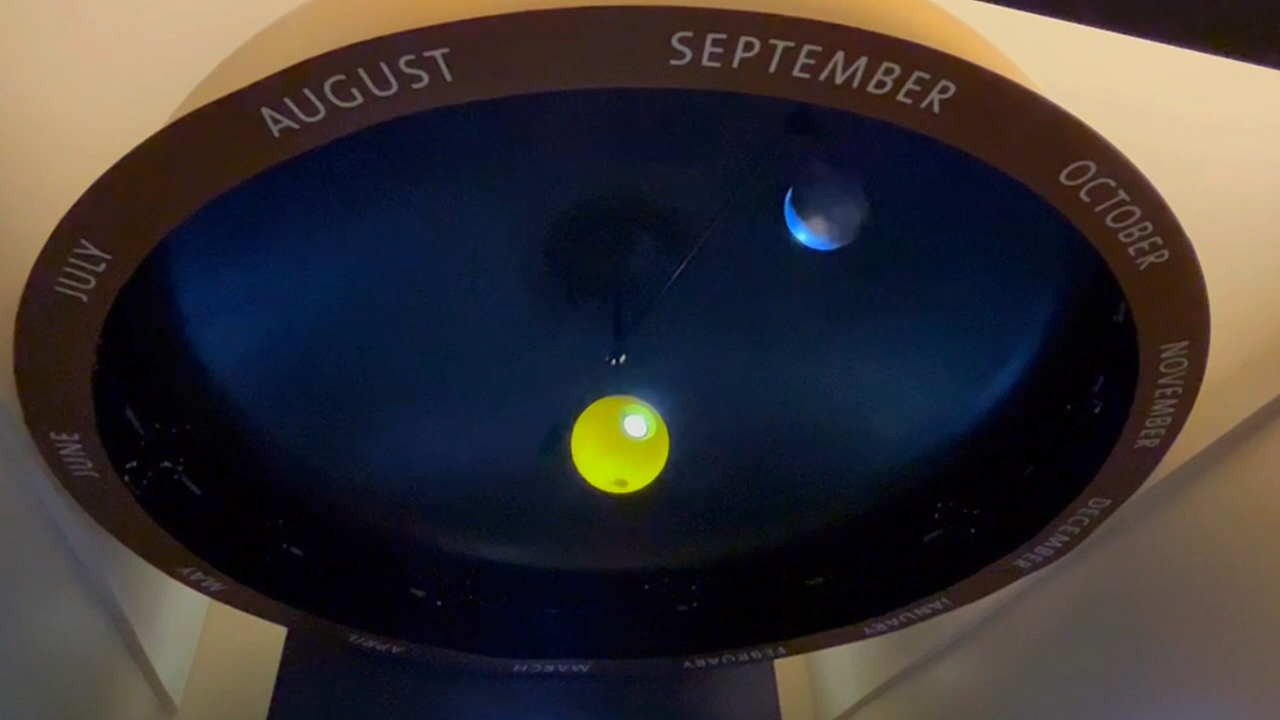 AUGUST
SEPTEMBER
OCTOBER
NOVEMBER
DECEMBER
JANUARY
FEBRUARY
MARCH
APRIL
MAY
JUNE
JULY